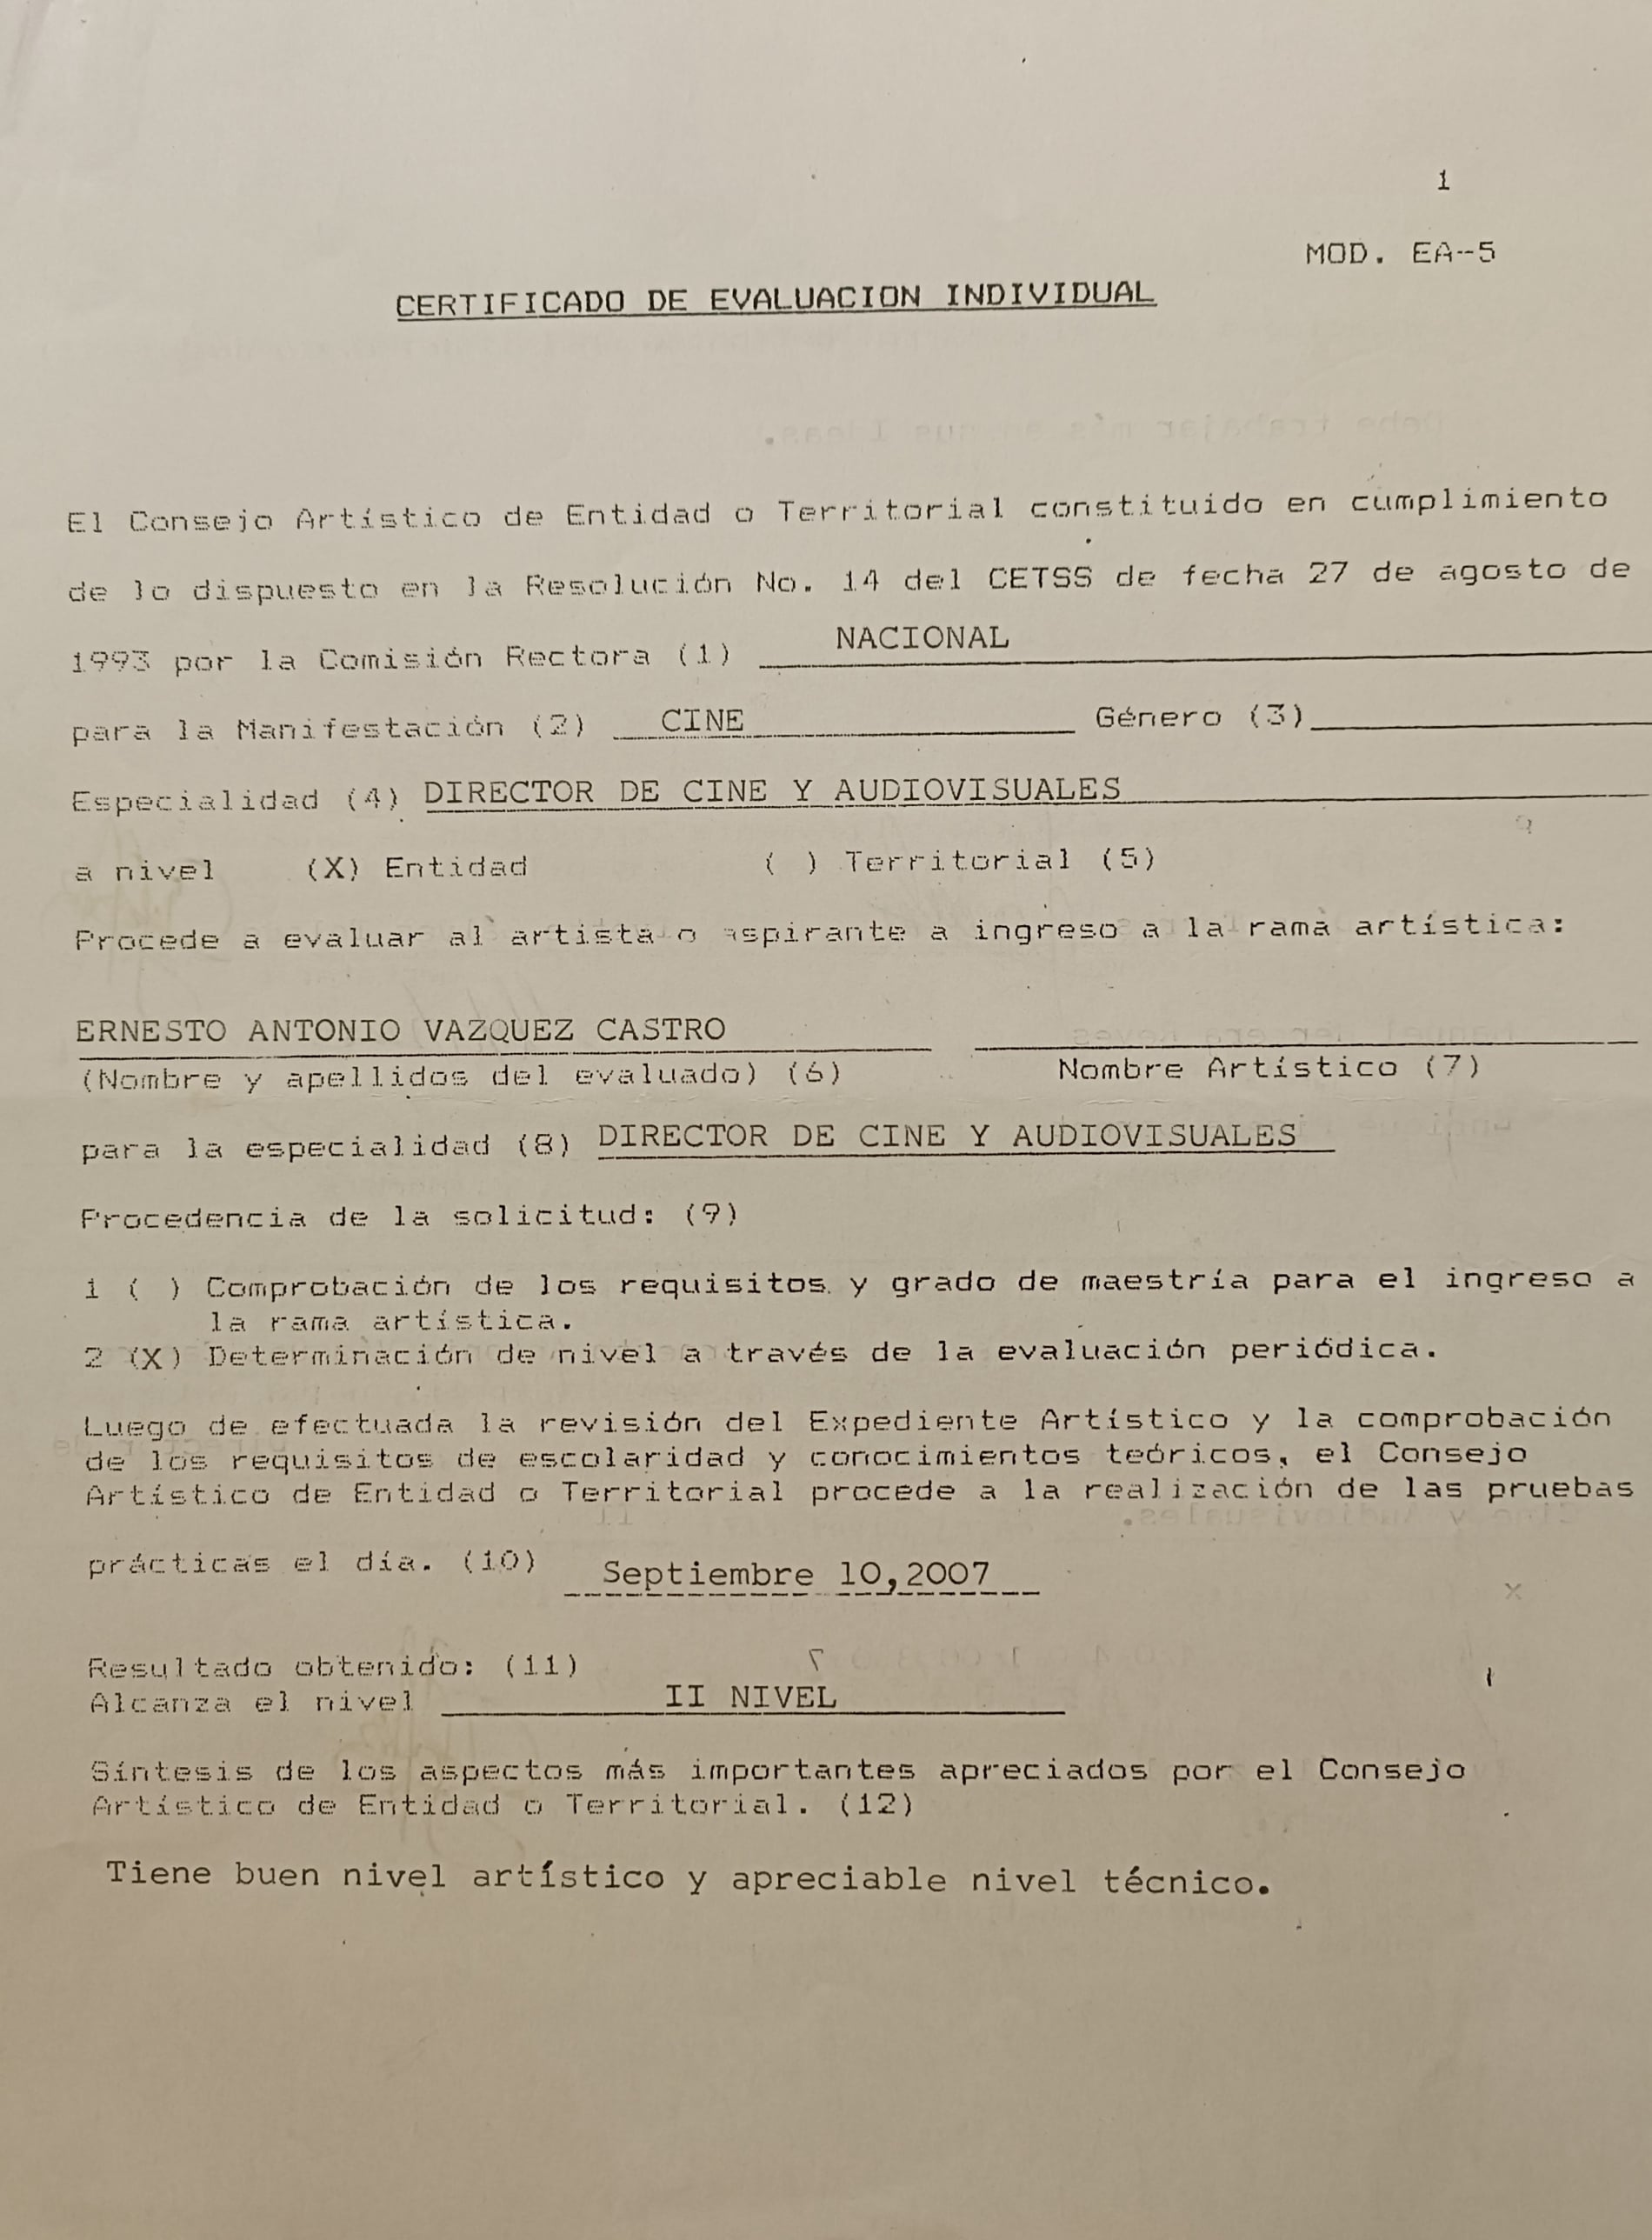 1
MOD. EA-5
CERTIFICADO DE EVALUACION INDIVIDUAL
Debe trabajar más en sus ideas.
El Consejo Artístico de Entidad o Territorial constituido en cumplimiento
de lo dispuesto en la Resolución No. 14 del CETSS de fecha 27 de agosto de
1993 por la Comisión Rectora (1) NACIONAL
para la Manifestación (2) CINE Género (3)
Especialidad (4) DIRECTOR DE CINE Y AUDIOVISUALES
a nivel (X) Entidad ( ) Territorial (5)
Procede a evaluar al artista o aspirante a ingreso a la rama artística:
ERNESTO ANTONIO VAZQUEZ CASTRO
(Nombre y apellidos del evaluado) (6) Nombre Artístico (7)
para la especialidad (8) DIRECTOR DE CINE Y AUDIOVISUALES
Procedencia de la solicitud: (9)
1 ( ) Comprobación de los requisitos y grado de maestría para el ingreso a
la rama artística.
2 (X) Determinación de nivel a través de la evaluación periódica.
Luego de efectuada la revisión del Expediente Artístico y la comprobación
de los requisitos de escolaridad y conocimientos teóricos, el Consejo
Artístico de Entidad o Territorial procede a la realización de las pruebas
Cine y Audiovisuales.
prácticas el día. (10) Septiembre 10,2007
Resultado obtenido: (11)
Alcanza el nivel II NIVEL
Síntesis de los aspectos más importantes apreciados por el Consejo
Artístico de Entidad o Territorial. (12)
Tiene buen nivel artístico y apreciable nivel técnico.